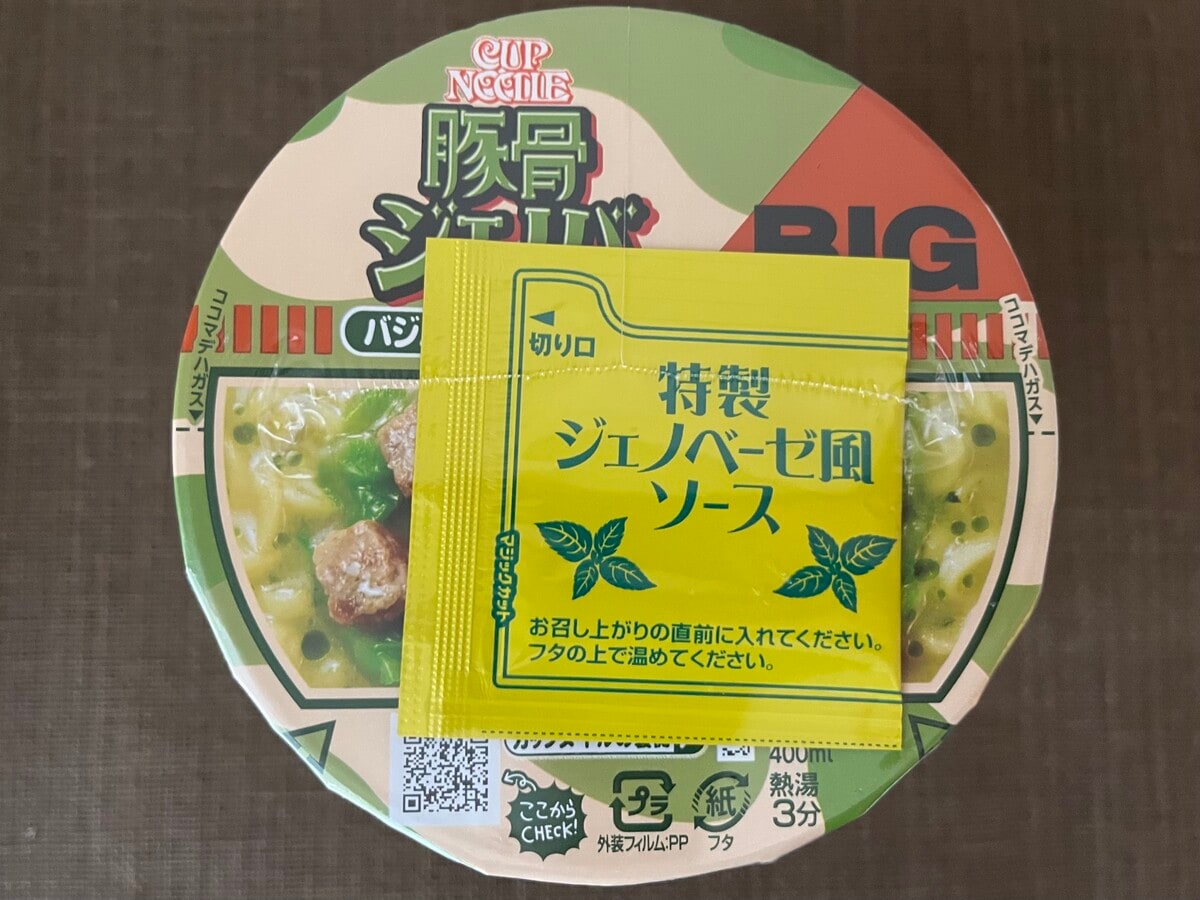 CUP
NOODLE
豚骨
ジェノバ
BIG
バジ
ココマデハガス
ココマデハガス
切り口
特製
ジェノベーゼ風
ソース
マジックカット
お召し上がりの直前に入れてください。
フタの上で温めてください。
400ml
熱湯
3分
ここから
CHECK!
プラ
外装フィルム:PP
紙
フタ